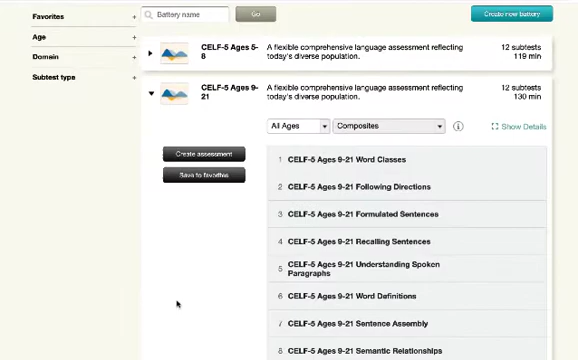 Favorites +
Age +
Domain +
Subtest type +
Battery name
Go
Create new battery
CELF-5 Ages 5-
8
A flexible comprehensive language assessment reflecting
today's diverse population.
12 subtests
119 min
CELF-5 Ages 9-
21
A flexible comprehensive language assessment reflecting
today's diverse population.
12 subtests
130 min
All Ages
Composites
Show Details
Create assessment
Save to favorites
1 CELF-5 Ages 9-21 Word Classes
2 CELF-5 Ages 9-21 Following Directions
3 CELF-5 Ages 9-21 Formulated Sentences
4 CELF-5 Ages 9-21 Recalling Sentences
5 CELF-5 Ages 9-21 Understanding Spoken
Paragraphs
6 CELF-5 Ages 9-21 Word Definitions
7 CELF-5 Ages 9-21 Sentence Assembly
8 CELF-5 Ages 9-21 Semantic Relationships